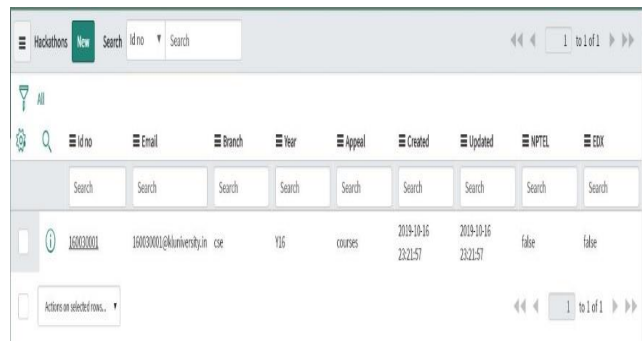 Hackathons New Search Id no Search 1 to 1 of 1
All
Id no Email Branch Year Appeal Created Updated NPTEL EDX
Search Search Search Search Search Search Search Search Search
160030001 160030001@kluniversity.in cse Y16 courses 2019-10-16 23:21:57 2019-10-16 23:21:57 false false
Actions on selected rows... 1 to 1 of 1